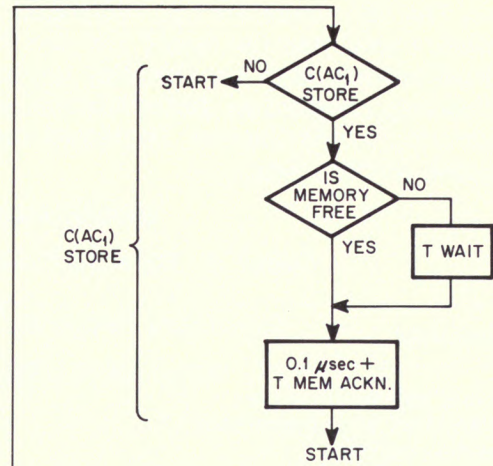 C(AC₁)
STORE
NO
START
YES
IS
MEMORY
FREE
NO
YES
T WAIT
C(AC₁)
STORE
0.1 μsec +
T MEM ACKN.
START